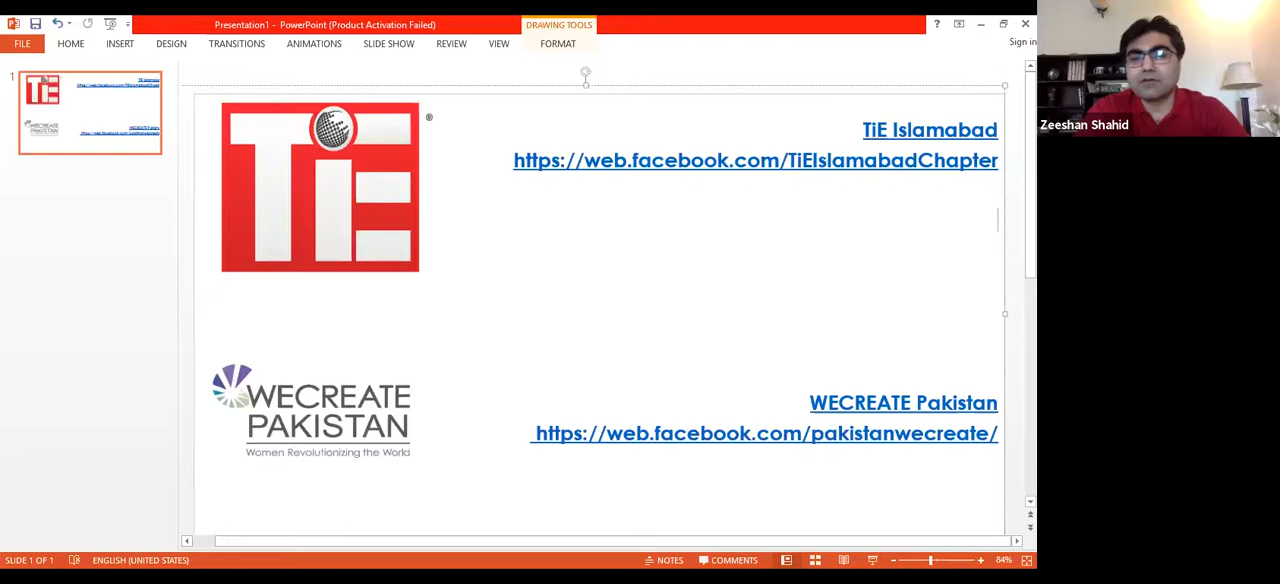 Presentation1 - PowerPoint (Product Activation Failed)
DRAWING TOOLS
?
FILE
HOME
INSERT
DESIGN
TRANSITIONS
ANIMATIONS
SLIDE SHOW
REVIEW
VIEW
FORMAT
Sign in
1
TiE
®
TiE Islamabad
https://web.facebook.com/TiEIslamabadChapter
WECREATE
PAKISTAN
Women Revolutionizing the World
WECREATE Pakistan
https://web.facebook.com/pakistanwecreate/
Zeeshan Shahid
SLIDE 1 OF 1
ENGLISH (UNITED STATES)
NOTES
COMMENTS
84%